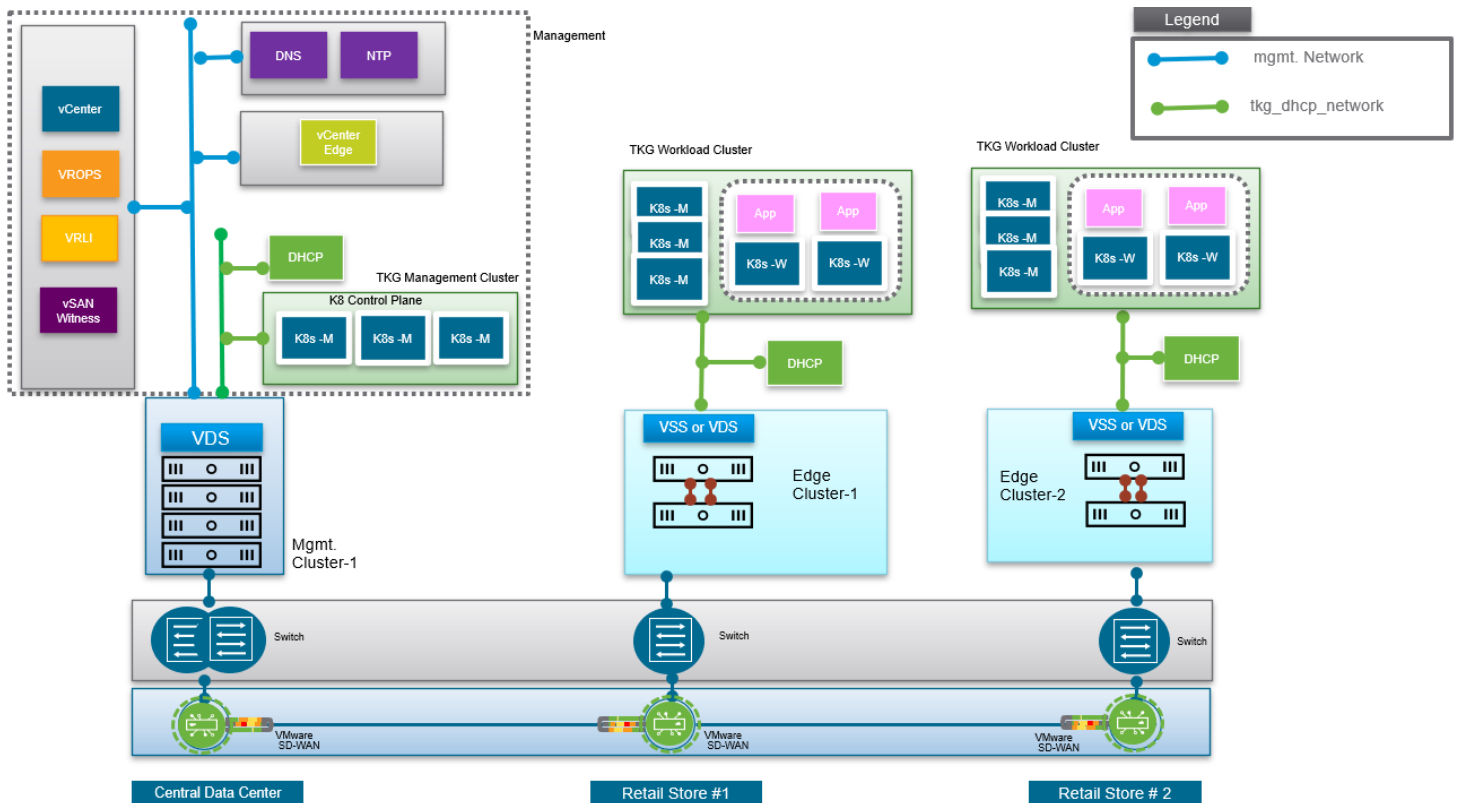 Legend
mgmt. Network
tkg_dhcp_network
Management
DNS
NTP
vCenter
vCenter
Edge
VROPS
VRLI
vSAN
Witness
DHCP
TKG Management Cluster
K8 Control Plane
K8s -M
K8s -M
K8s -M
TKG Workload Cluster
K8s -M
K8s -M
K8s -M
App
App
K8s -W
K8s -W
DHCP
TKG Workload Cluster
K8s -M
K8s -M
K8s -M
App
App
K8s -W
K8s -W
DHCP
VDS
Mgmt.
Cluster-1
VSS or VDS
Edge
Cluster-1
VSS or VDS
Edge
Cluster-2
Switch
Switch
Switch
VMware
SD-WAN
VMware
SD-WAN
VMware
SD-WAN
Central Data Center
Retail Store #1
Retail Store # 2